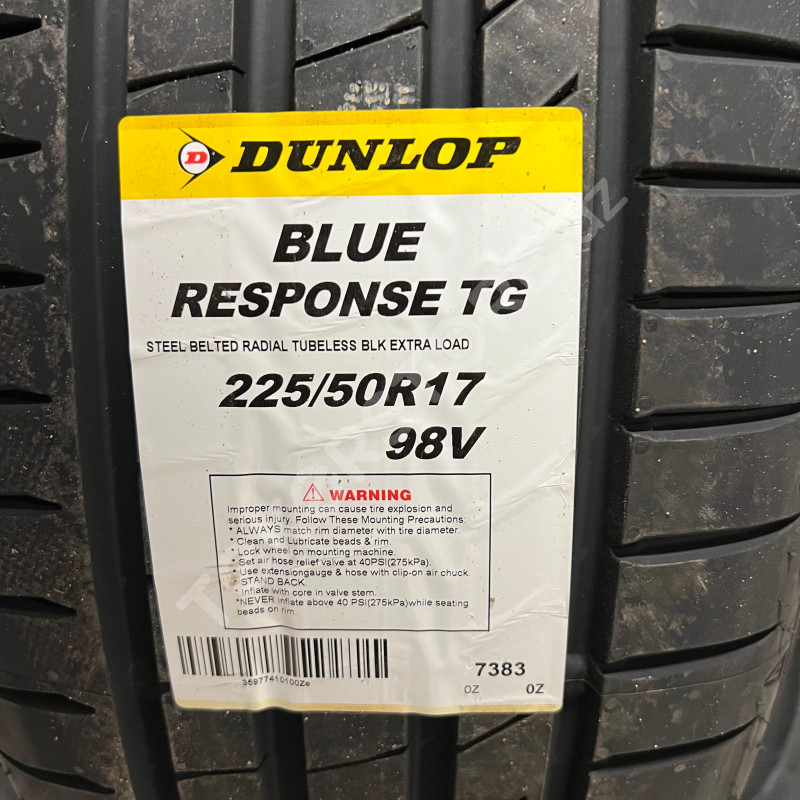 D DUNLOP
BLUE
RESPONSE TG
STEEL BELTED RADIAL TUBELESS BLK EXTRA LOAD
225/50R17
98V
WARNING
Improper mounting can cause tire explosion and
serious injury. Follow These Mounting Precautions:
* ALWAYS match rim diameter with tire diameter.
* Clean and Lubricate beads & rim.
* Lock wheel on mounting machine.
* Set air hose relief valve at 40PSI(275kPa).
* Use extensiongauge & hose with clip-on air chuck.
* STAND BACK.
* Inflate with core in valve stem.
*NEVER inflate above 40 PSI(275kPa)while seating
beads on rim.
35977410100Ze
7383
OZ OZ